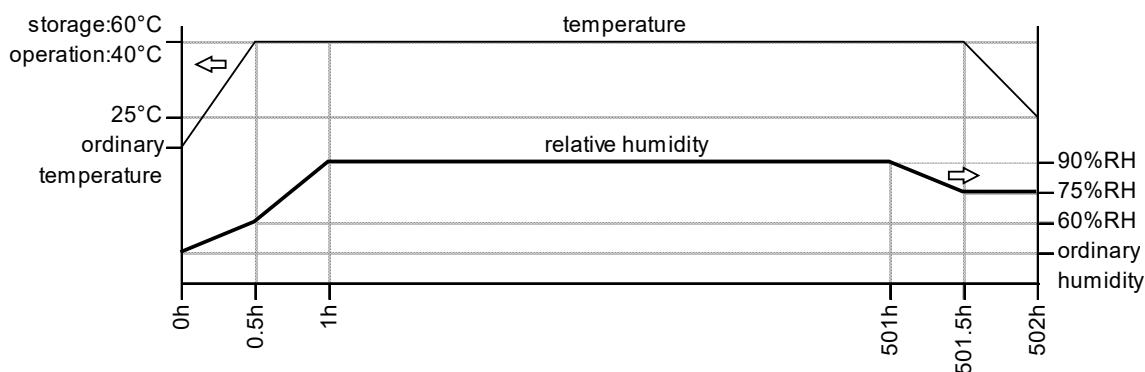 storage:60°C
operation:40°C
temperature
25°C
ordinary
temperature
relative humidity
90%RH
75%RH
60%RH
ordinary
humidity
0h
0.5h
1h
501h
501.5h
502h